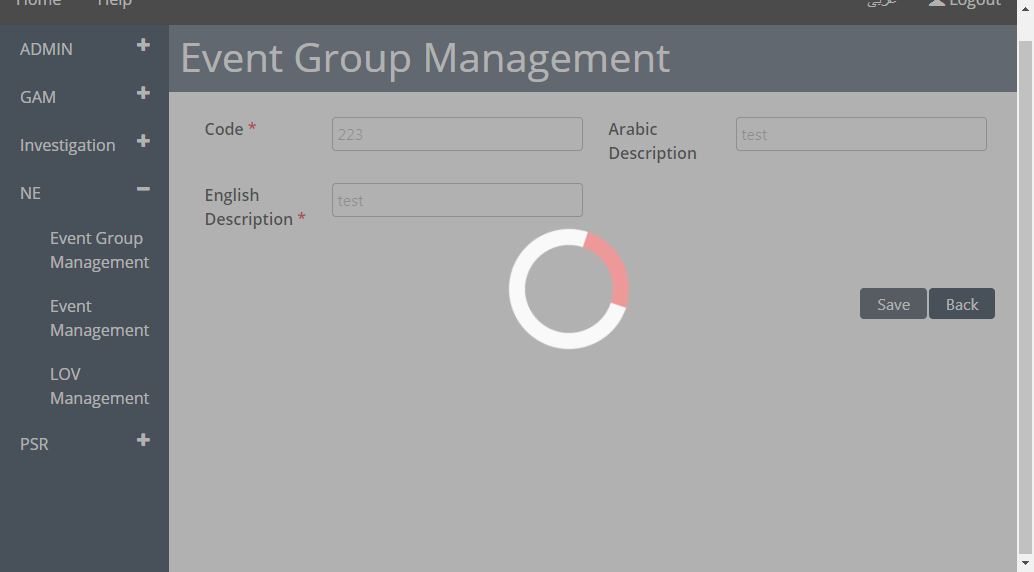 Home Help عربي Logout
ADMIN
GAM
Investigation
NE
Event Group
Management
Event
Management
LOV
Management
PSR
Event Group Management
Code * 223
Arabic
Description
test
English
Description *
test
Save Back